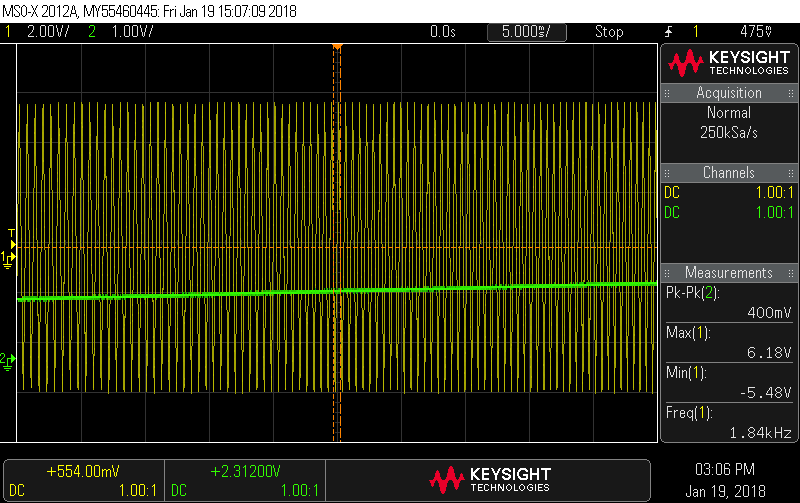 MSO-X 2012A, MY55460445: Fri Jan 19 15:07:09 2018
1 2.00V/ 2 1.00V/ 0.0s 5.000ms/ Stop 1 475mV
KEYSIGHT
TECHNOLOGIES
Acquisition
Normal
250kSa/s
Channels
DC 1.00:1
DC 1.00:1
Measurements
Pk-Pk(2):
400mV
Max(1):
6.18V
Min(1):
-5.48V
Freq(1):
1.84kHz
T
1
2
+554.00mV
DC 1.00:1
+2.31200V
DC 1.00:1
KEYSIGHT
TECHNOLOGIES
03:06 PM
Jan 19, 2018